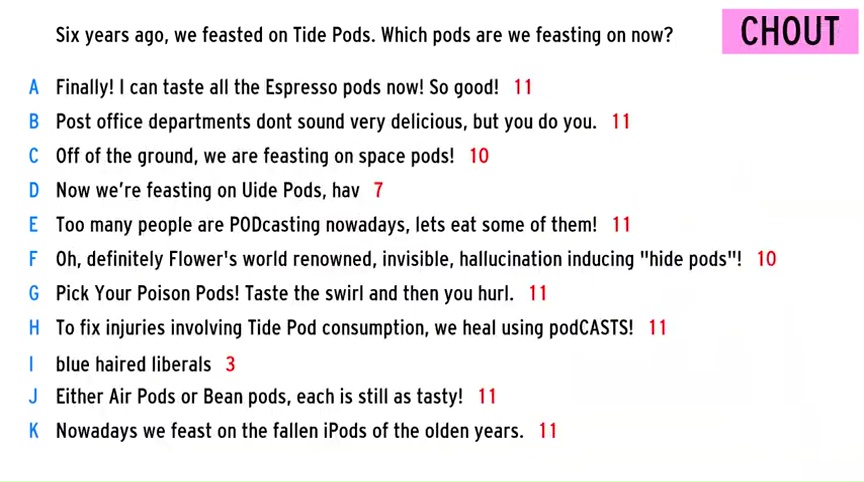 Six years ago, we feasted on Tide Pods. Which pods are we feasting on now?
CHOUT
A Finally! I can taste all the Espresso pods now! So good! 11
B Post office departments dont sound very delicious, but you do you. 11
C Off of the ground, we are feasting on space pods! 10
D Now we're feasting on Uide Pods, hav 7
E Too many people are PODcasting nowadays, lets eat some of them! 11
F Oh, definitely Flower's world renowned, invisible, hallucination inducing "hide pods"! 10
G Pick Your Poison Pods! Taste the swirl and then you hurl. 11
H To fix injuries involving Tide Pod consumption, we heal using podCASTS! 11
I blue haired liberals 3
J Either Air Pods or Bean pods, each is still as tasty! 11
K Nowadays we feast on the fallen iPods of the olden years. 11